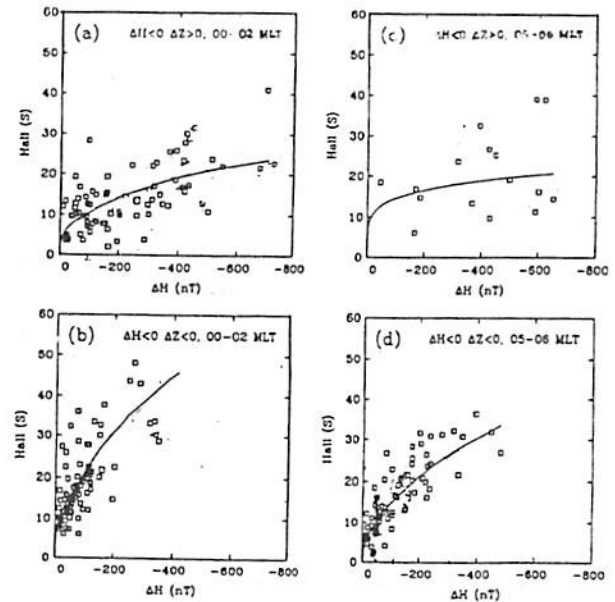 (a)
ΔH<0 ΔZ>0, 00-02 MLT
60
50
40
30
20
10
0
Hall (S)
0 -200 -400 -600 -800
ΔH (nT)
(c)
ΔH<0 ΔZ>0, 05-06 MLT
60
50
40
30
20
10
0
Hall (S)
0 -200 -400 -600 -800
ΔH (nT)
(b)
ΔH<0 ΔZ<0, 00-02 MLT
60
50
40
30
20
10
0
Hall (S)
-0 -200 -400 -600 -800
ΔH (nT)
(d)
ΔH<0 ΔZ<0, 05-06 MLT
60
50
40
30
20
10
0
Hall (S)
-0 -200 -400 -600 -800
ΔH (nT)